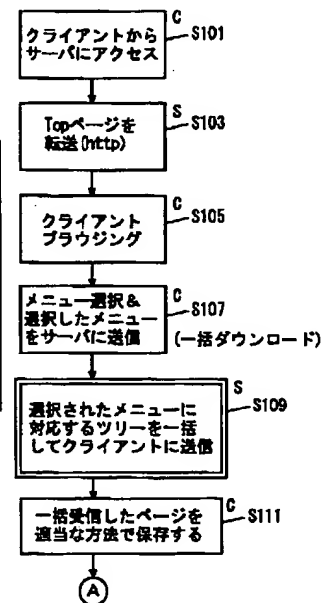 C
クライアントから
サーバにアクセス
S101
S
Topページを
転送(http)
S103
C
クライアント
ブラウジング
S105
C
メニュー選択&
選択したメニュー
をサーバに送信
S107
(一括ダウンロード)
S
選択されたメニューに
対応するツリーを一括
してクライアントに送信
S109
C
一括受信したページを
適当な方法で保存する
S111
A